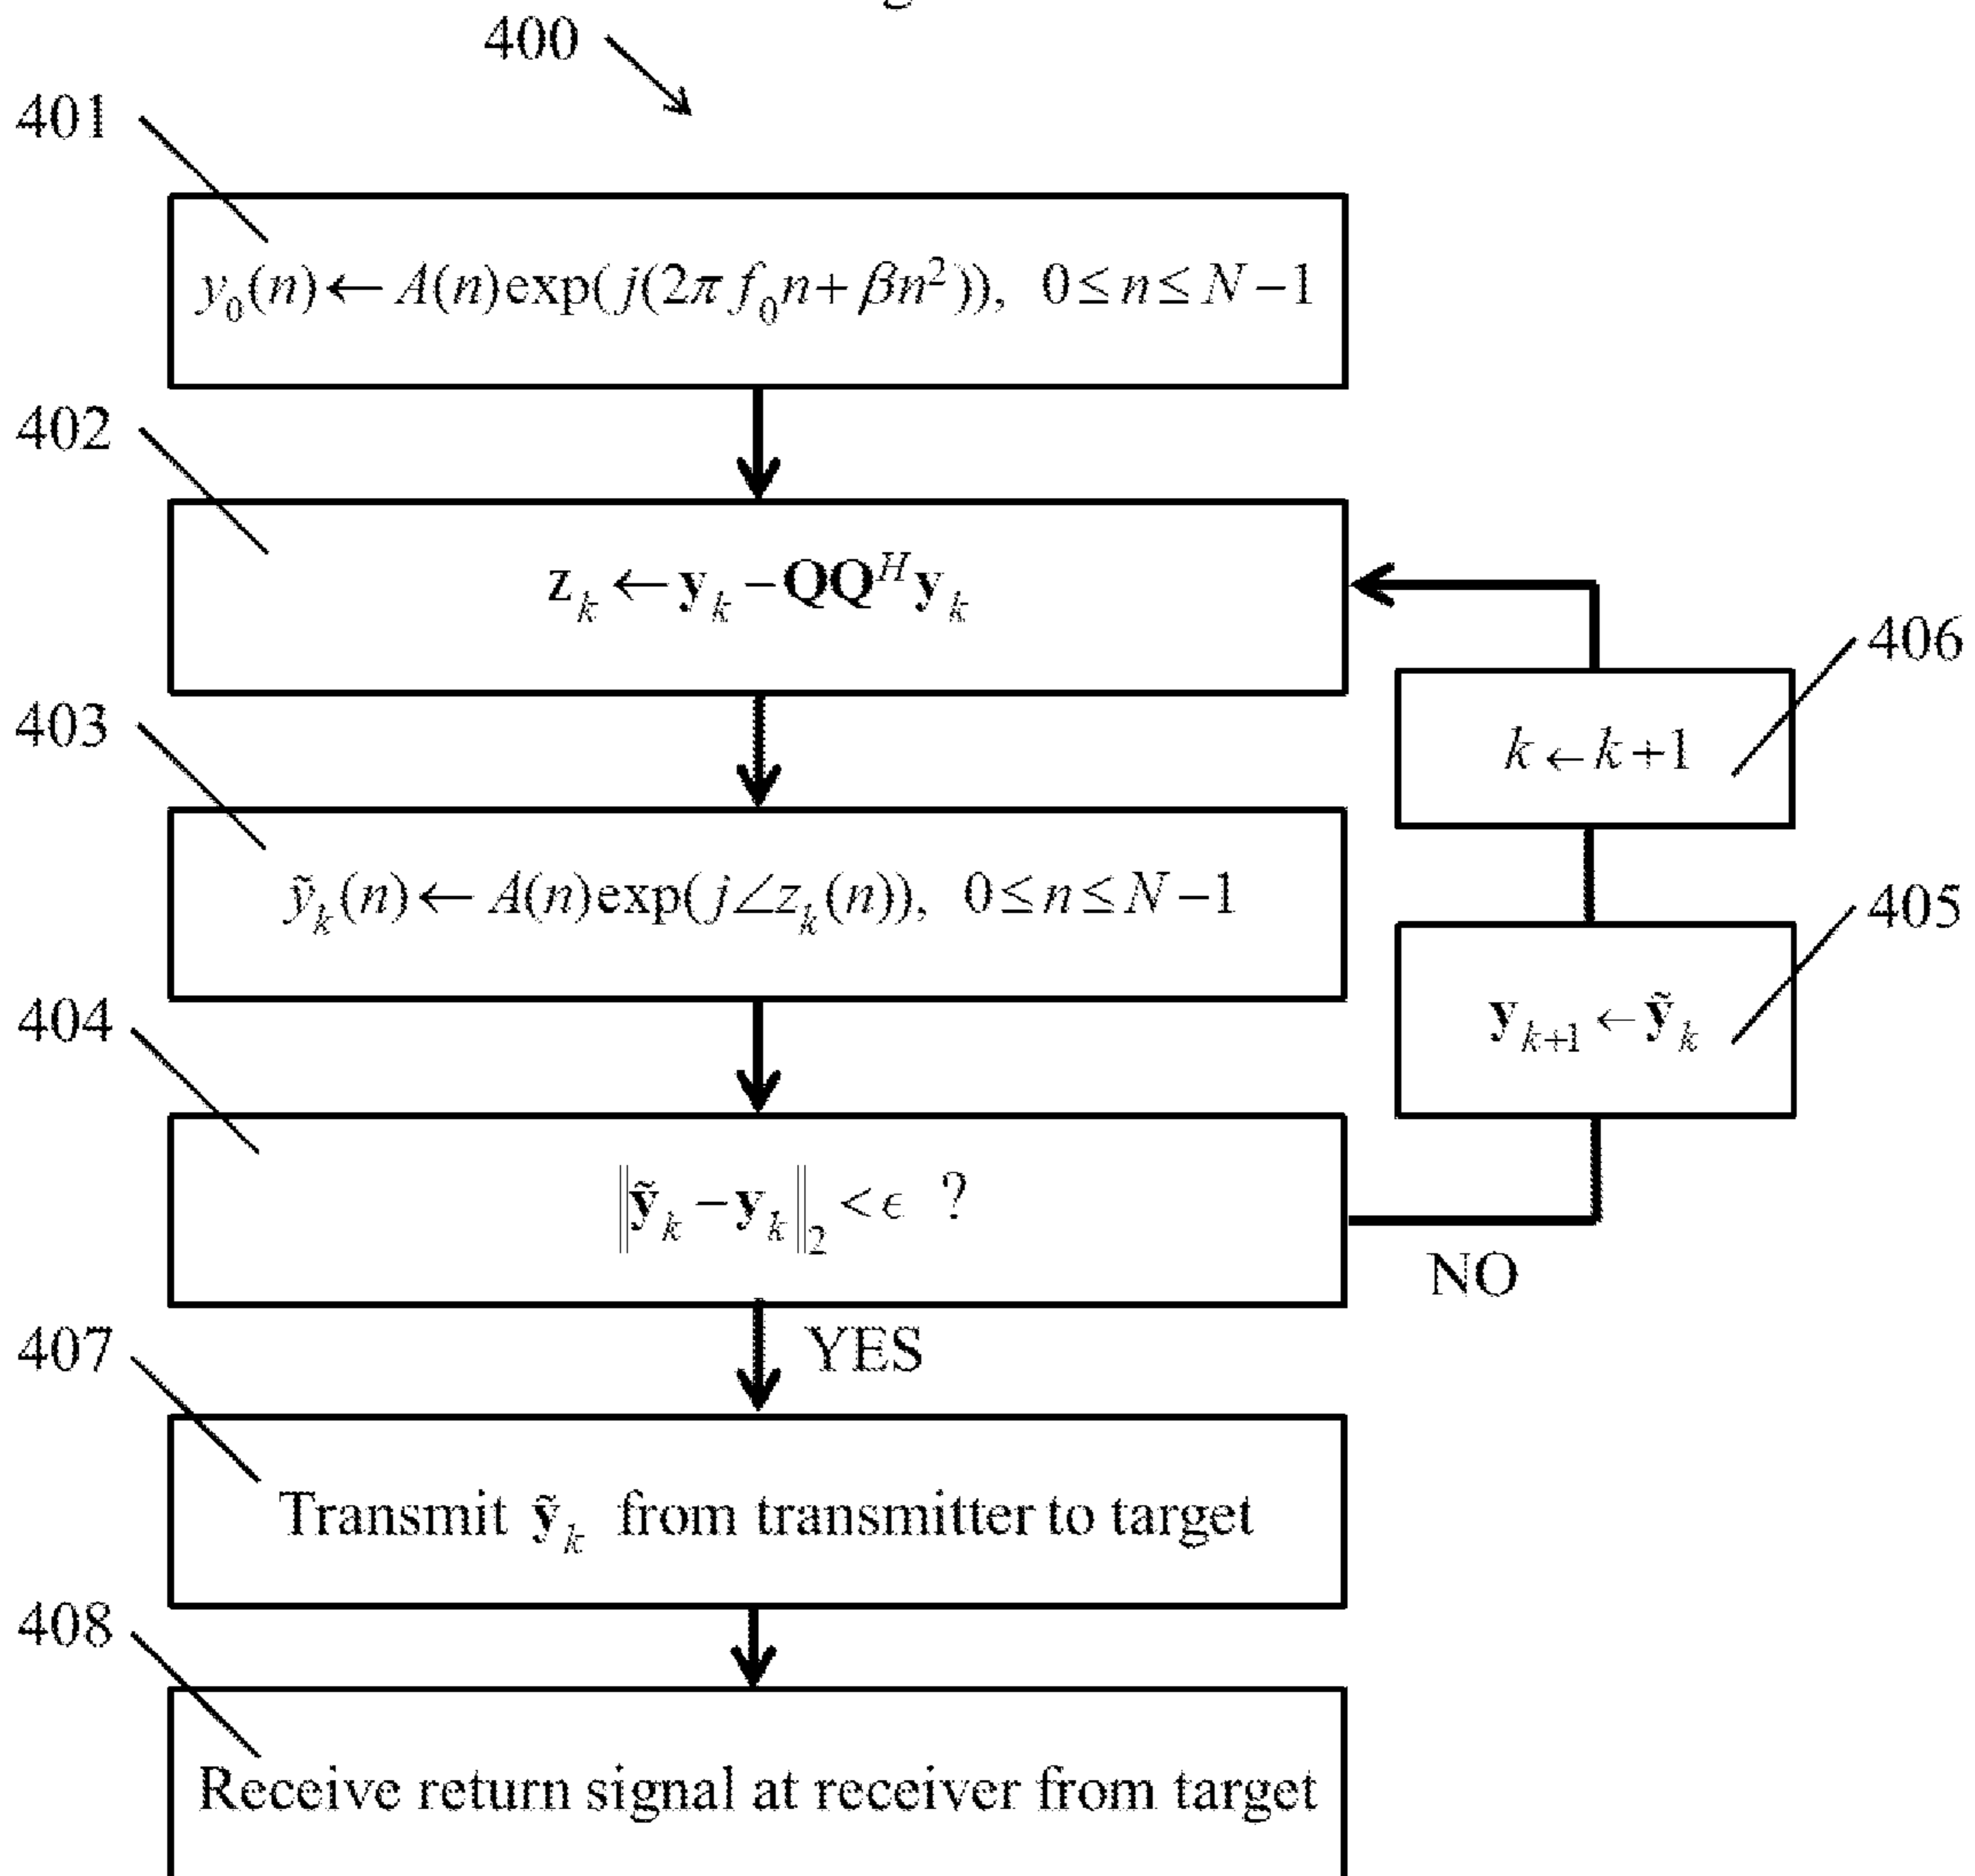 400
401
y₀(n) ← A(n)exp(j(2π f₀n + βn²)), 0 ≤ n ≤ N − 1
402
z_k ← y_k − QQ^H y_k
406
k ← k + 1
403
ỹ_k(n) ← A(n)exp(j∠z_k(n)), 0 ≤ n ≤ N − 1
405
y_{k+1} ← ỹ_k
404
‖ỹ_k − y_k‖₂ < ϵ ?
NO
407
YES
Transmit ỹ_k from transmitter to target
408
Receive return signal at receiver from target